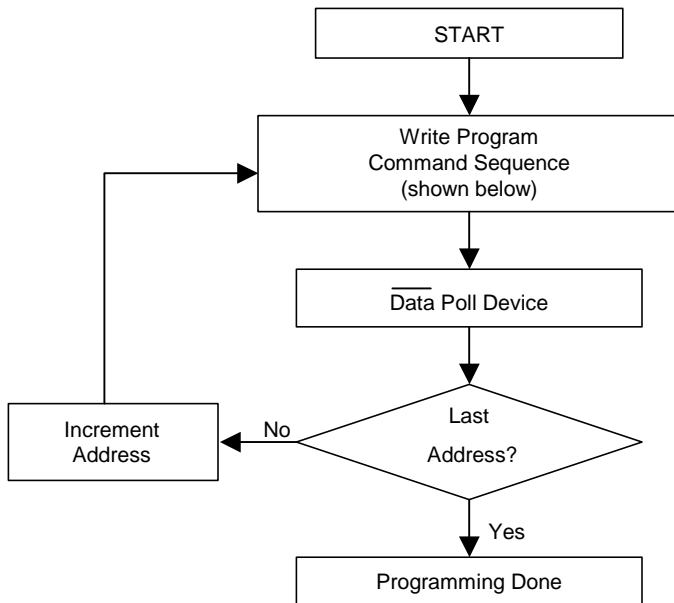 START
Write Program
Command Sequence
(shown below)
Data Poll Device
Last
Address?
No
Increment
Address
Yes
Programming Done